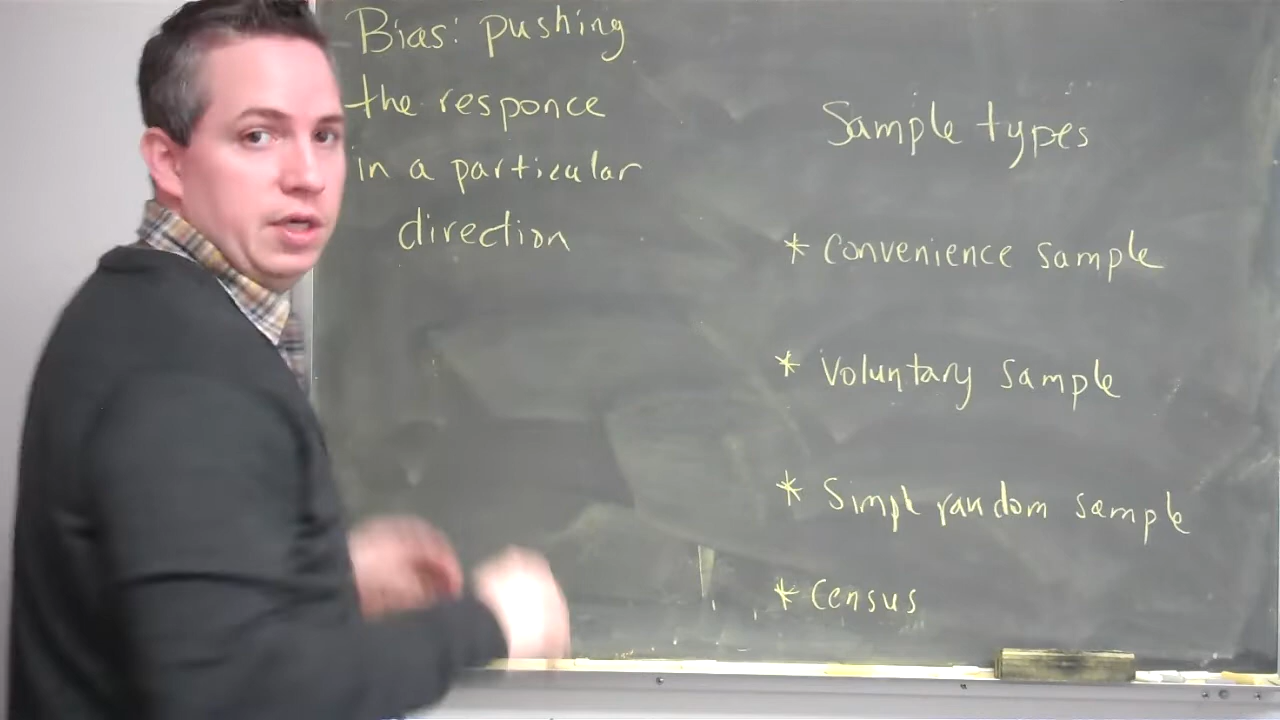 Bias: pushing
the responce
in a particular
direction
Sample types
* Convenience sample
* Voluntary sample
* Simple random sample
* Census